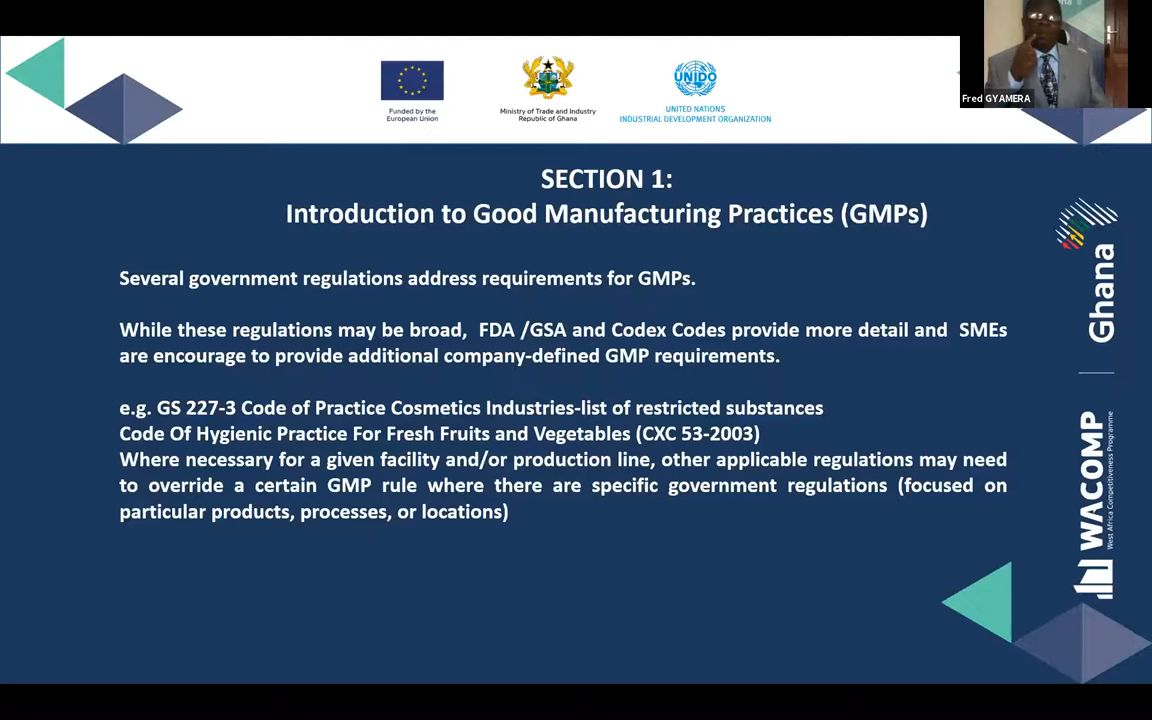 Funded by the
European Union
Ministry of Trade and Industry
Republic of Ghana
UNIDO
UNITED NATIONS
INDUSTRIAL DEVELOPMENT ORGANIZATION
Fred GYAMERA
SECTION 1:
Introduction to Good Manufacturing Practices (GMPs)
Several government regulations address requirements for GMPs.
While these regulations may be broad,  FDA /GSA and Codex Codes provide more detail and  SMEs
are encourage to provide additional company-defined GMP requirements.
e.g. GS 227-3 Code of Practice Cosmetics Industries-list of restricted substances
Code Of Hygienic Practice For Fresh Fruits and Vegetables (CXC 53-2003)
Where necessary for a given facility and/or production line, other applicable regulations may need
to override a certain GMP rule where there are specific government regulations (focused on
particular products, processes, or locations)
Ghana
WACOMP
West Africa Competitiveness Programme